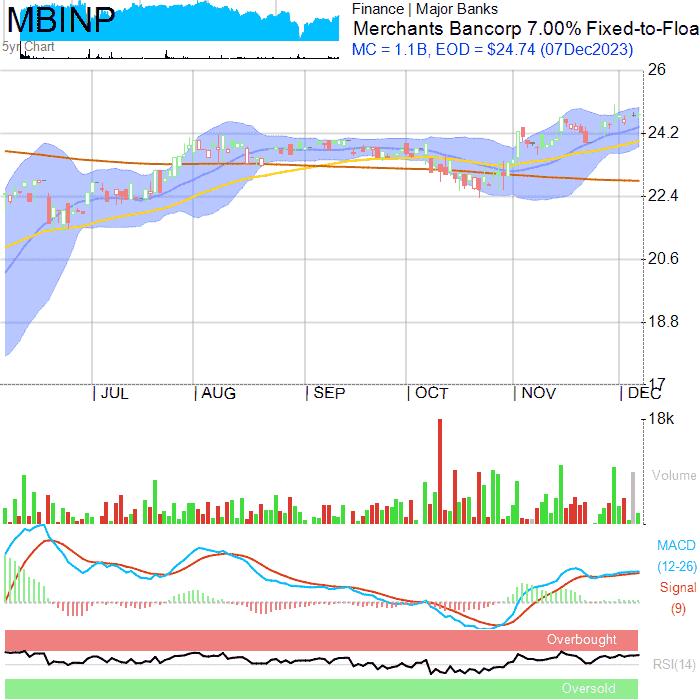 MBINP
5yr Chart
Finance | Major Banks
Merchants Bancorp 7.00% Fixed-to-Floa
MC = 1.1B, EOD = $24.74 (07Dec2023)
26
24.2
22.4
20.6
18.8
17
| JUL | AUG | SEP | OCT | NOV | DEC
18k
Volume
MACD
(12-26)
Signal
(9)
Overbought
RSI(14)
Oversold